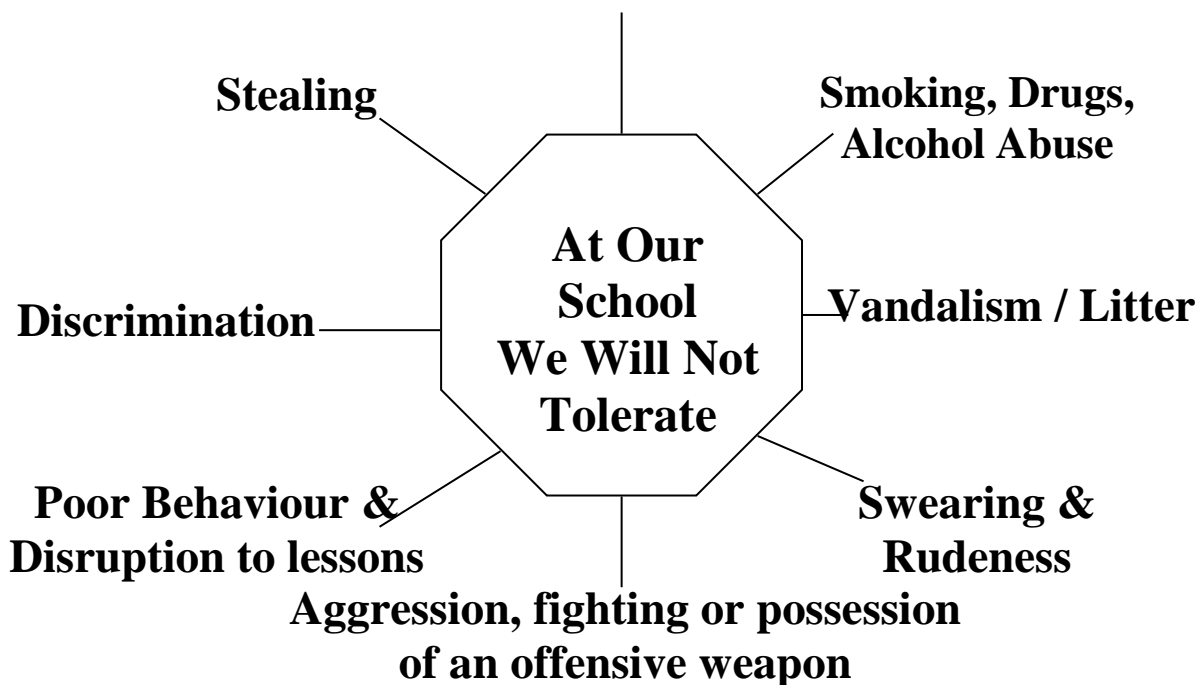 Stealing
Smoking, Drugs,
Alcohol Abuse
At Our
School
We Will Not
Tolerate
Discrimination
Vandalism / Litter
Poor Behaviour &
Disruption to lessons
Swearing &
Rudeness
Aggression, fighting or possession
of an offensive weapon